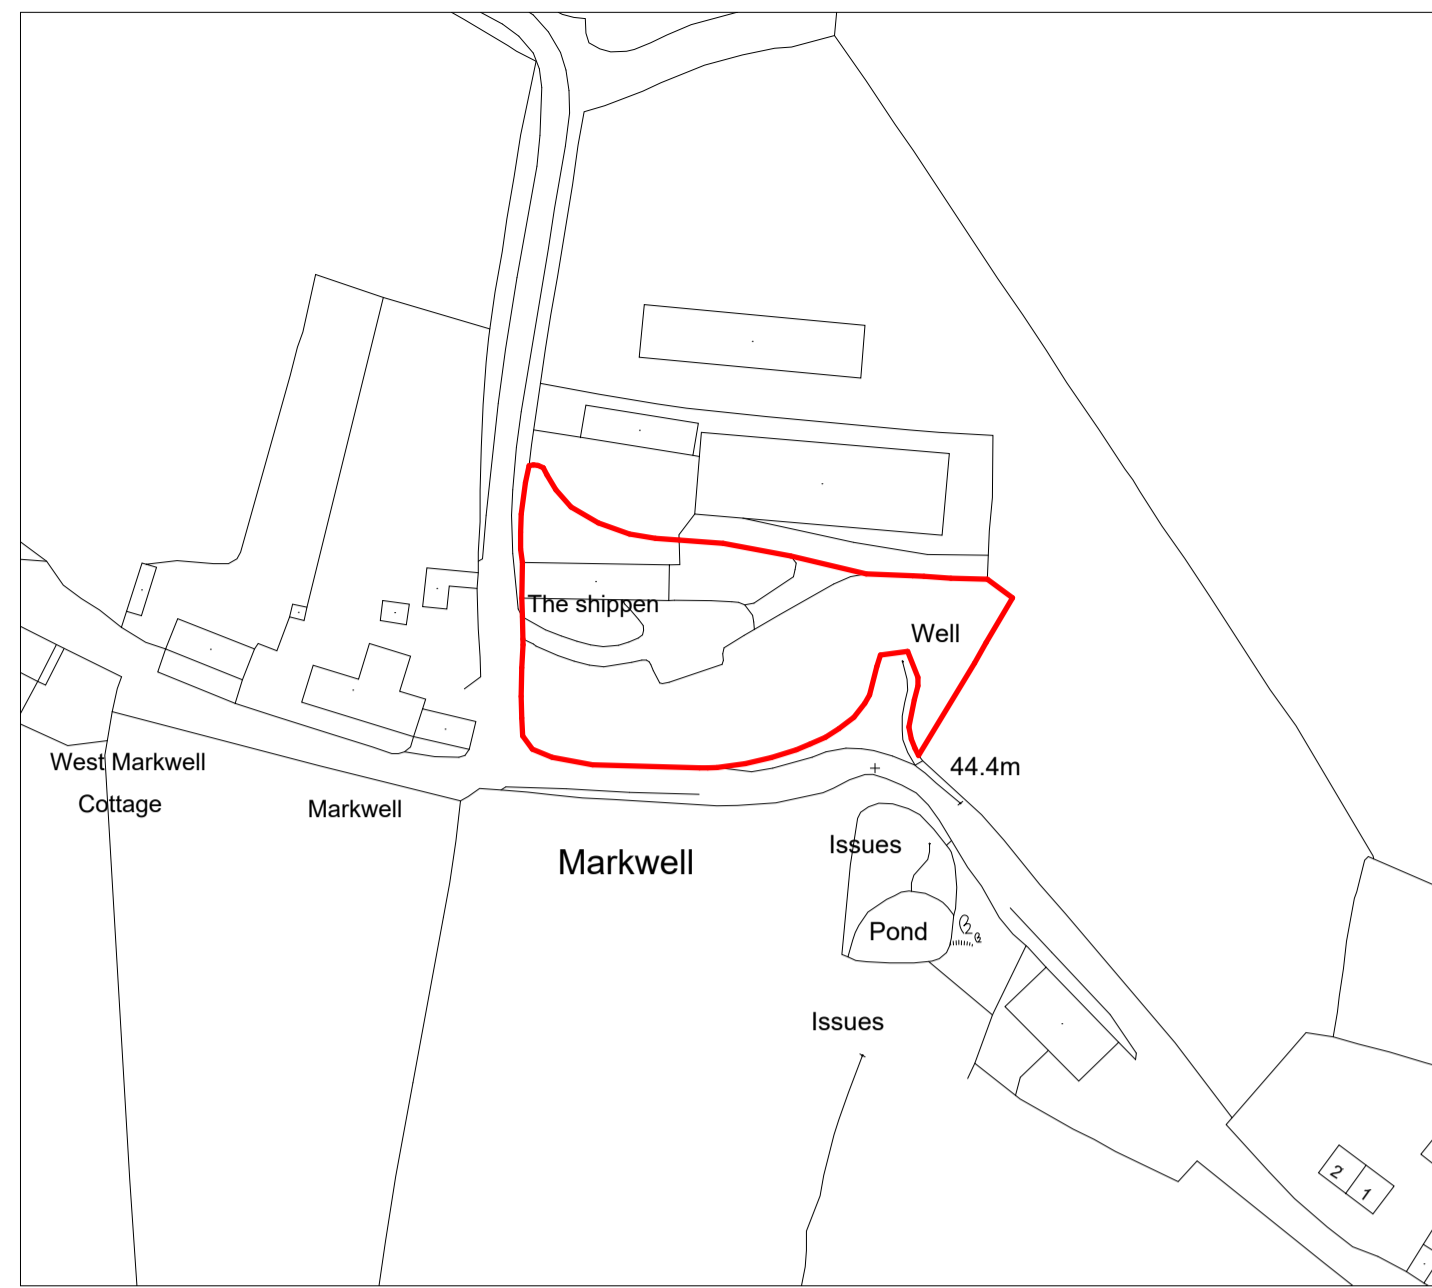 The shippen
Well
West Markwell
Cottage
44.4m
Markwell
Issues
Markwell
Pond
Issues
2
1